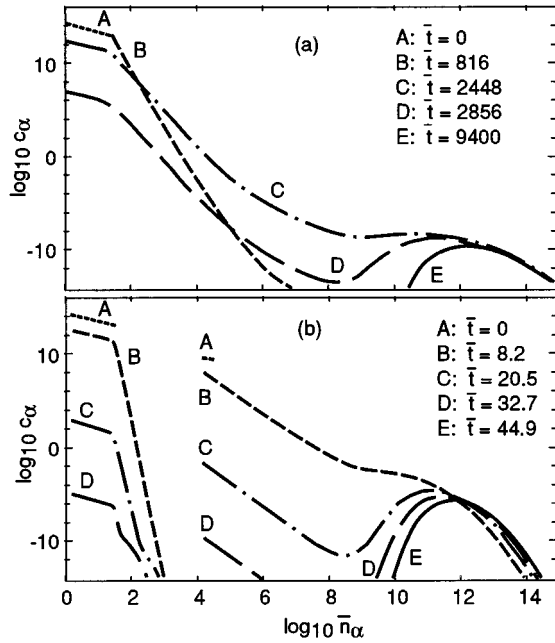 A
B
(a)
A: t̄ = 0
B: t̄ = 816
C: t̄ = 2448
D: t̄ = 2856
E: t̄ = 9400
10
0
-10
log10 cα
C
D
E
A
B
C
D
(b)
A
B
C
D
D
E
A: t̄ = 0
B: t̄ = 8.2
C: t̄ = 20.5
D: t̄ = 32.7
E: t̄ = 44.9
10
0
-10
log10 cα
0 2 4 6 8 10 12 14
log10 n̄α